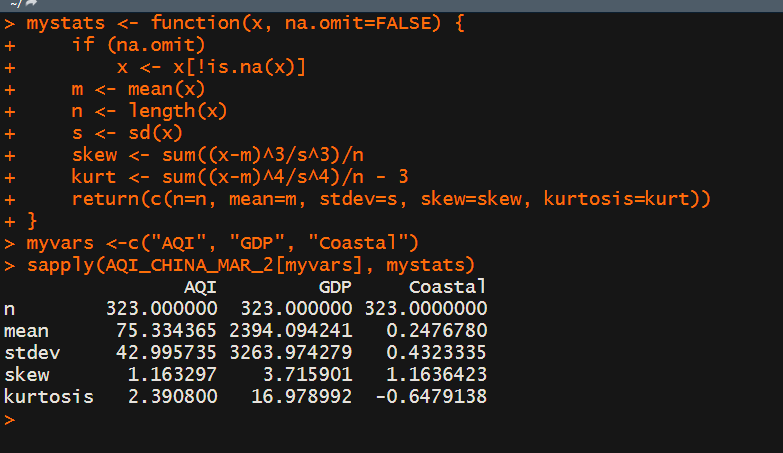 ~/
> mystats <- function(x, na.omit=FALSE) {
+     if (na.omit)
+         x <- x[!is.na(x)]
+     m <- mean(x)
+     n <- length(x)
+     s <- sd(x)
+     skew <- sum((x-m)^3/s^3)/n
+     kurt <- sum((x-m)^4/s^4)/n - 3
+     return(c(n=n, mean=m, stdev=s, skew=skew, kurtosis=kurt))
+ }
> myvars <-c("AQI", "GDP", "Coastal")
> sapply(AQI_CHINA_MAR_2[myvars], mystats)
                AQI         GDP     Coastal
n        323.000000  323.000000 323.0000000
mean      75.334365 2394.094241   0.2476780
stdev     42.995735 3263.974279   0.4323335
skew       1.163297    3.715901   1.1636423
kurtosis   2.390800   16.978992  -0.6479138
>